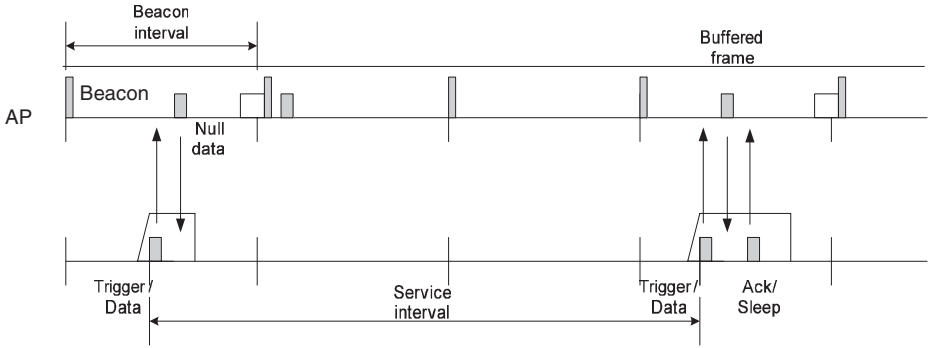 Beacon
interval
Buffered
frame
Beacon
AP
Null
data
Trigger/
Data
Service
interval
Trigger/
Data
Ack/
Sleep